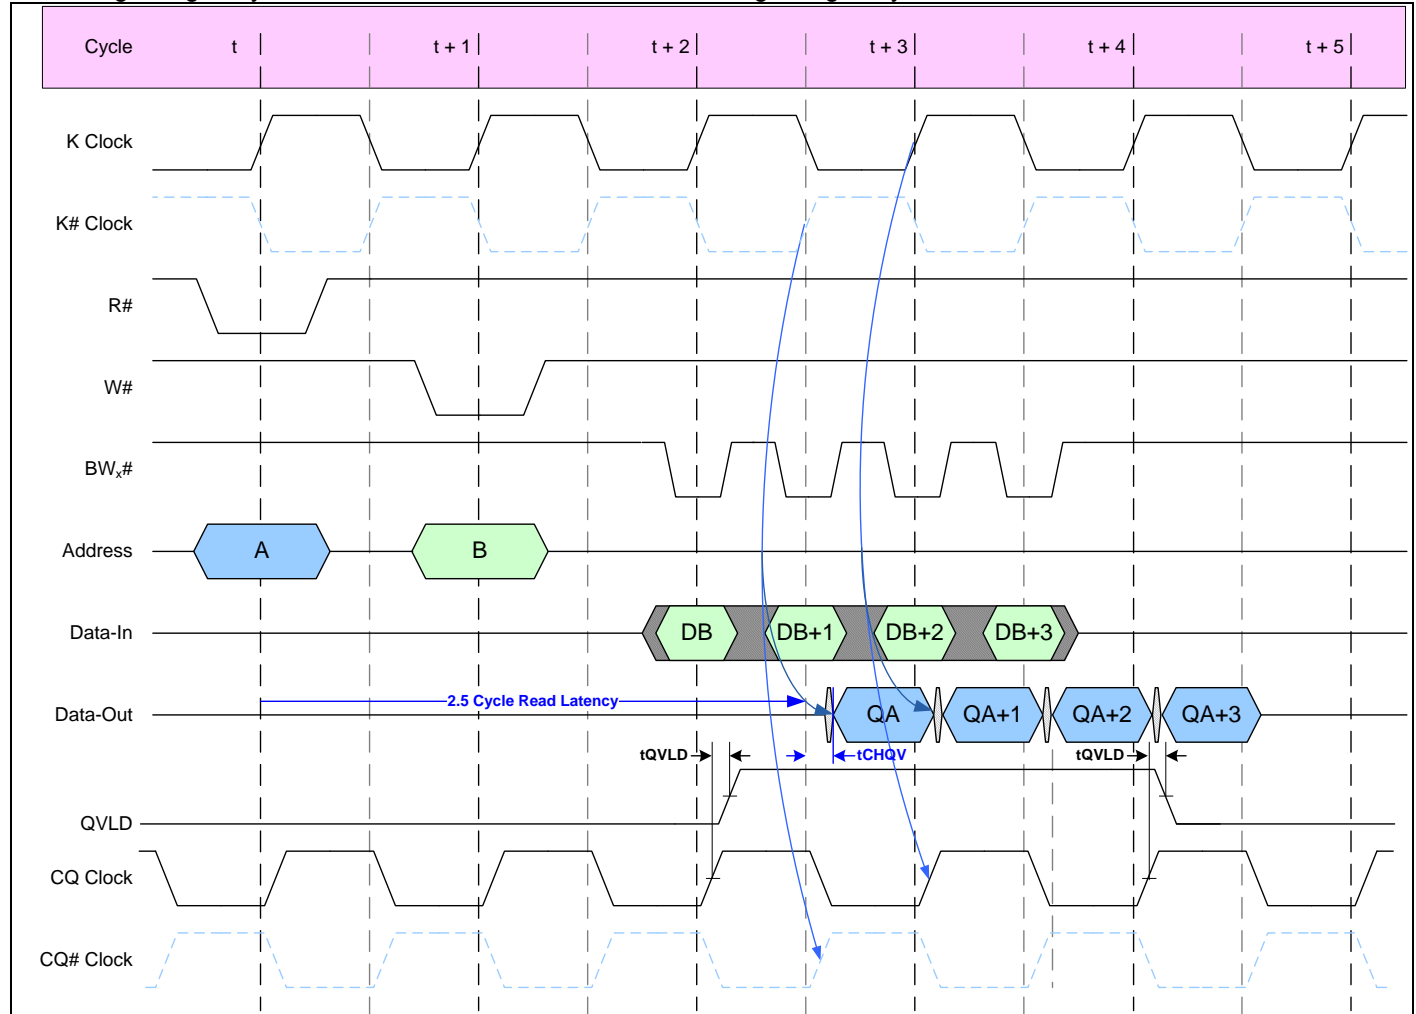 Cycle t t + 1 t + 2 t + 3 t + 4 t + 5
K Clock
K# Clock
R#
W#
BWx#
Address A B
Data-In DB DB+1 DB+2 DB+3
2.5 Cycle Read Latency
Data-Out QA QA+1 QA+2 QA+3
tQVLD tCHQV tQVLD
QVLD
CQ Clock
CQ# Clock